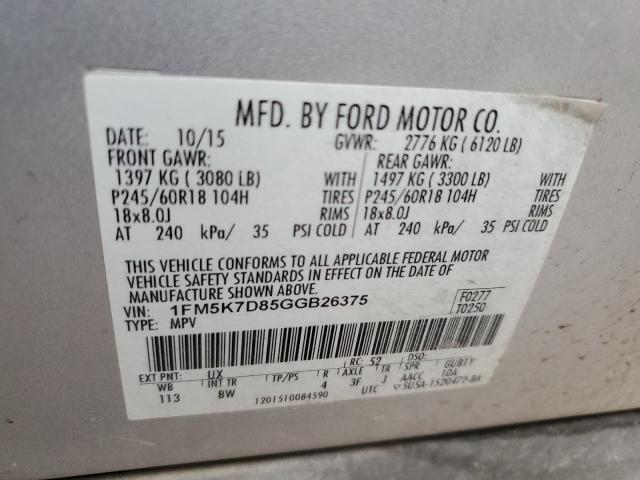 MFD. BY FORD MOTOR CO.
DATE: 10/15 GVWR: 2776 KG ( 6120 LB)
FRONT GAWR: REAR GAWR:
1397 KG ( 3080 LB) WITH 1497 KG ( 3300 LB) WITH
P245/60R18 104H TIRES P245/60R18 104H TIRES
18x8.0J RIMS 18x8.0J RIMS
AT 240 kPa/ 35 PSI COLD AT 240 kPa/ 35 PSI COLD
THIS VEHICLE CONFORMS TO ALL APPLICABLE FEDERAL MOTOR
VEHICLE SAFETY STANDARDS IN EFFECT ON THE DATE OF
MANUFACTURE SHOWN ABOVE.
VIN: 1FM5K7D85GGB26375 F0277
TYPE: MPV T0250
EXT PNT: UX RC: 52 DSO:
WB INT TR TP/PS R AXLE TR SPR GUBIY
113 BW 4 3F J AACC 10A
1201510084590 UTC 5USA-1520472-BA